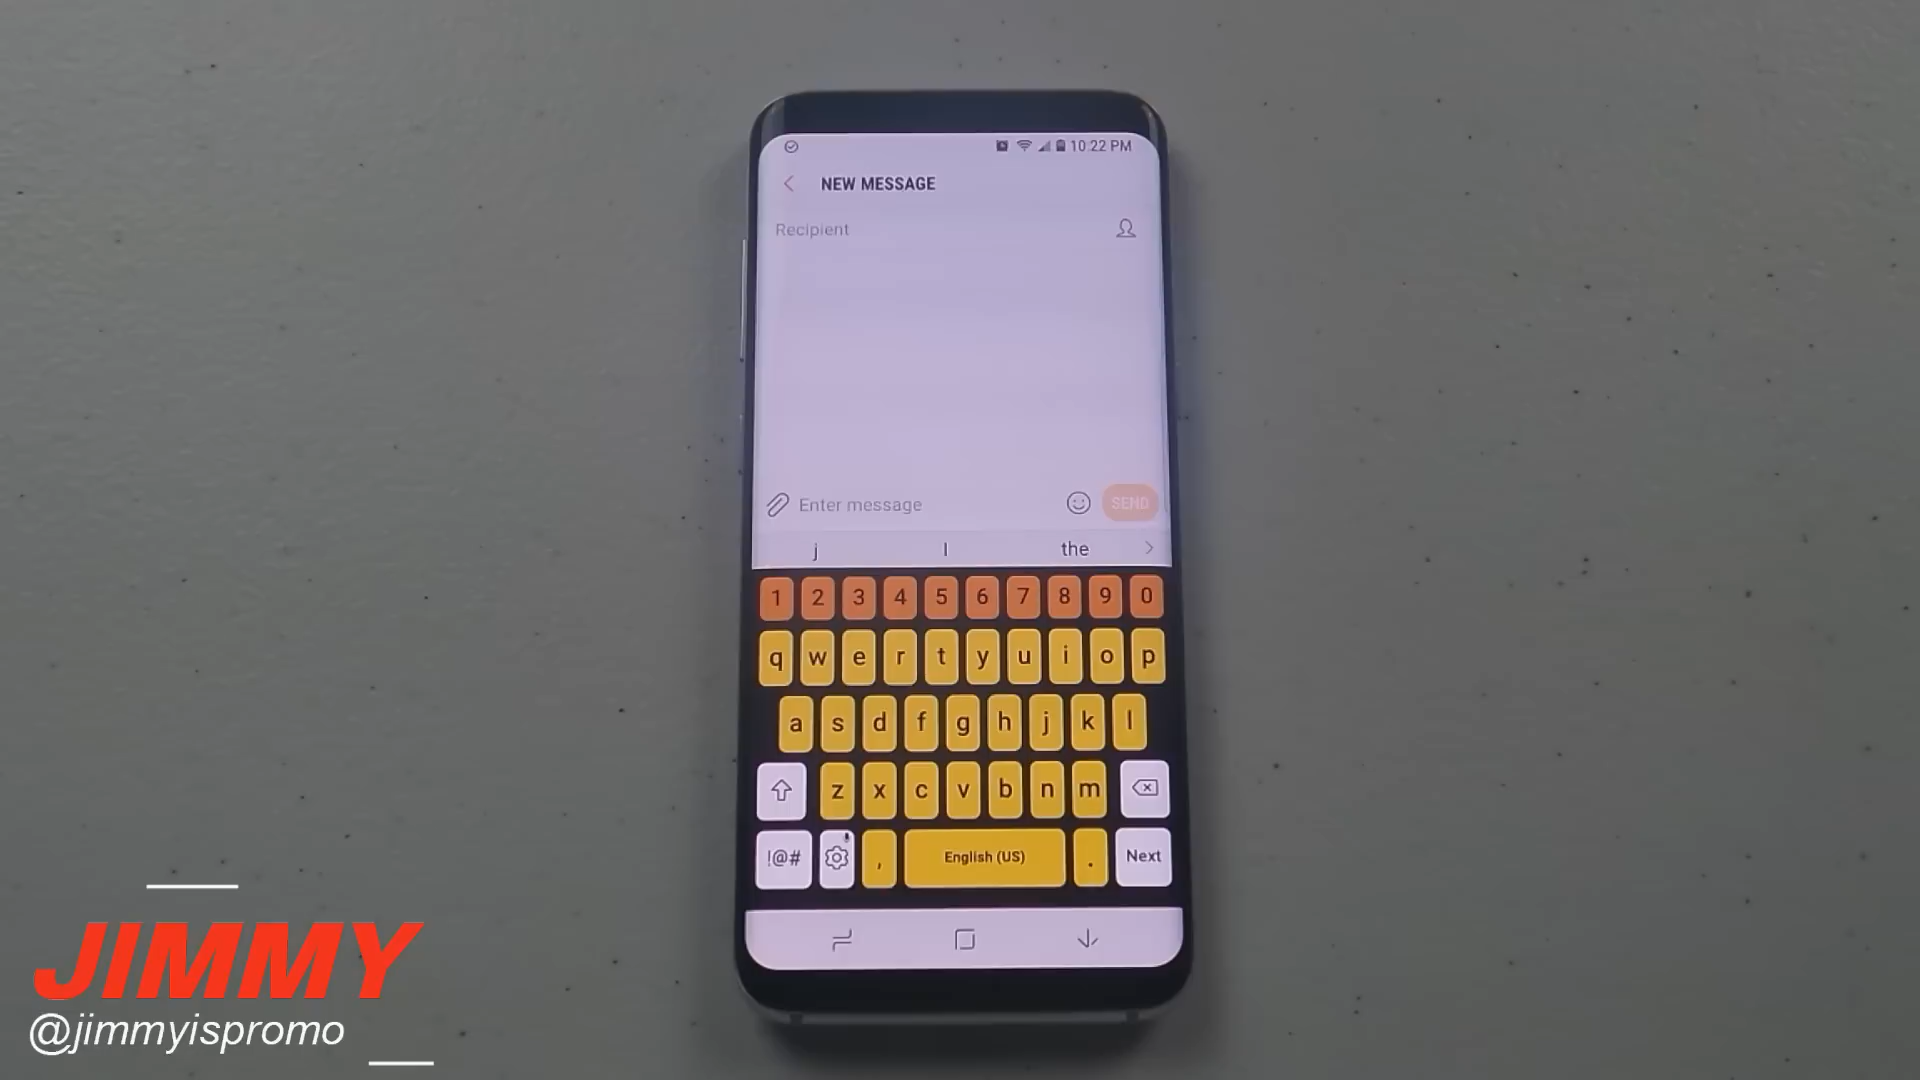 10:22 PM
NEW MESSAGE
Recipient
Enter message
SEND
j I the
1 2 3 4 5 6 7 8 9 0
q w e r t y u i o p
a s d f g h j k l
z x c v b n m
!@# , English (US) . Next
JIMMY
@jimmyispromo